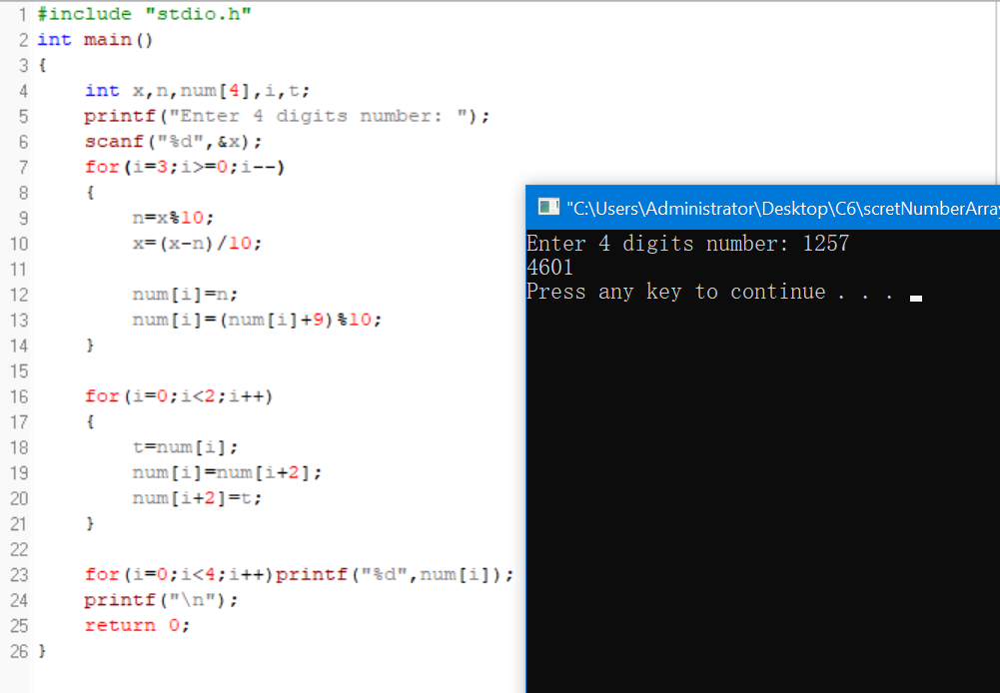 1 #include "stdio.h"
2 int main()
3 {
4 int x,n,num[4],i,t;
5 printf("Enter 4 digits number: ");
6 scanf("%d",&x);
7 for(i=3;i>=0;i--)
8 {
9 n=x%10;
10 x=(x-n)/10;
11
12 num[i]=n;
13 num[i]=(num[i]+9)%10;
14 }
15
16 for(i=0;i<2;i++)
17 {
18 t=num[i];
19 num[i]=num[i+2];
20 num[i+2]=t;
21 }
22
23 for(i=0;i<4;i++)printf("%d",num[i]);
24 printf("\n");
25 return 0;
26 }
"C:\Users\Administrator\Desktop\C6\scretNumberArray
Enter 4 digits number: 1257
4601
Press any key to continue . . .